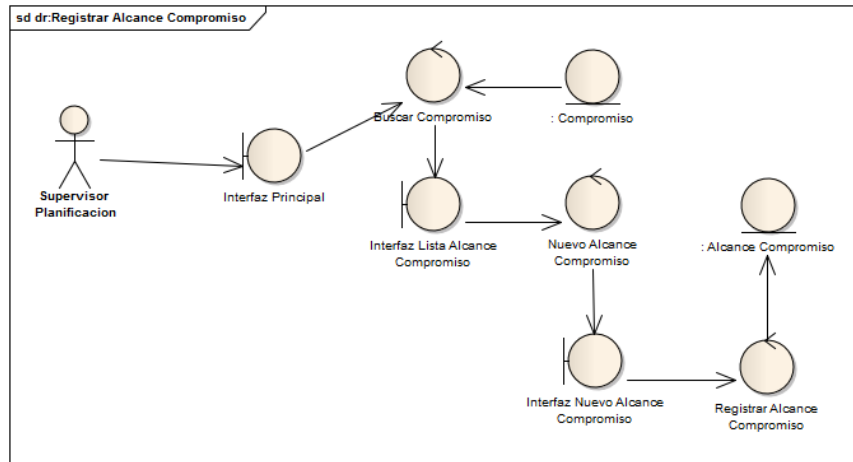 sd dr:Registrar Alcance Compromiso
Buscar Compromiso
: Compromiso
Supervisor
Planificacion
Interfaz Principal
Interfaz Lista Alcance
Compromiso
Nuevo Alcance
Compromiso
: Alcance Compromiso
Interfaz Nuevo Alcance
Compromiso
Registrar Alcance
Compromiso